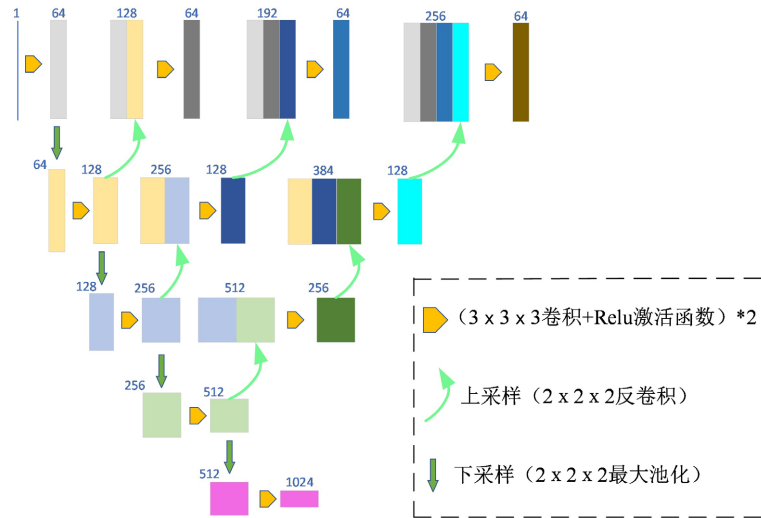 1 64 128 64 192 64 256 64
64 128 256 128 384 128
128 256 512 256
256 512
512 1024
(3 x 3 x 3卷积+Relu激活函数) *2
上采样 (2 x 2 x 2反卷积)
下采样 (2 x 2 x 2最大池化)